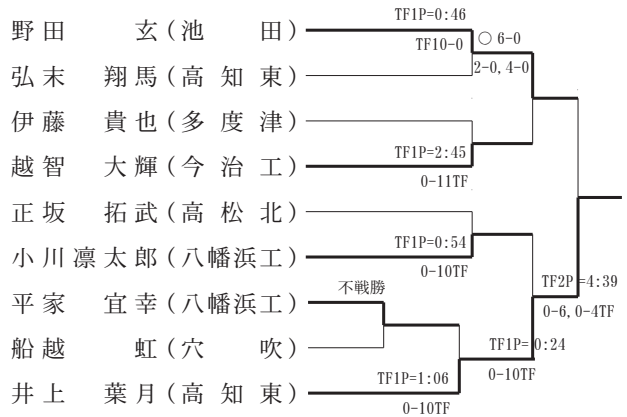 野田 玄(池 田)
TF1P=0:46
TF10-0
○ 6-0
2-0, 4-0
弘末 翔馬(高知東)
伊藤 貴也(多度津)
越智 大輝(今治工)
TF1P=2:45
0-11TF
正坂 拓武(高松北)
小川凛太郎(八幡浜工)
TF1P=0:54
0-10TF
TF2P=4:39
0-6, 0-4TF
平家 宜幸(八幡浜工)
不戦勝
船越 虹(穴 吹)
TF1P=0:24
0-10TF
井上 葉月(高知東)
TF1P=1:06
0-10TF